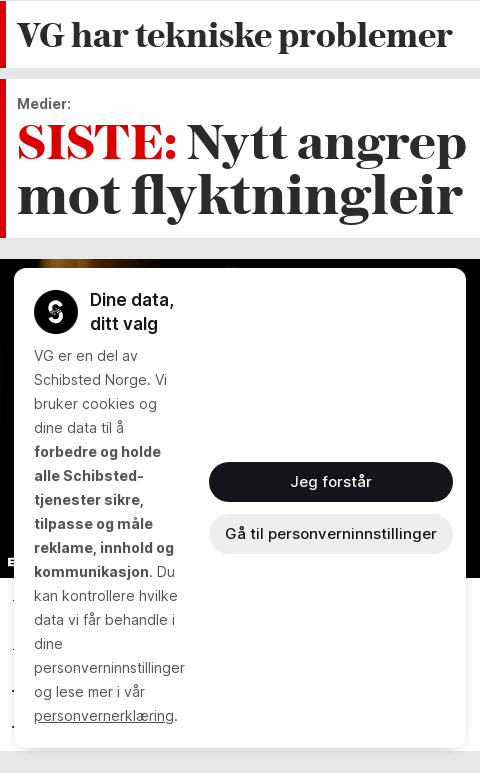 VG har tekniske problemer
Medier:
SISTE: Nytt angrep
mot flyktningleir
Dine data,
ditt valg
VG er en del av
Schibsted Norge. Vi
bruker cookies og
dine data til å
forbedre og holde
alle Schibsted-
tjenester sikre,
tilpasse og måle
reklame, innhold og
kommunikasjon. Du
kan kontrollere hvilke
data vi får behandle i
dine
personverninnstillinger
og lese mer i vår
personvernerklæring.
Jeg forstår
Gå til personverninnstillinger